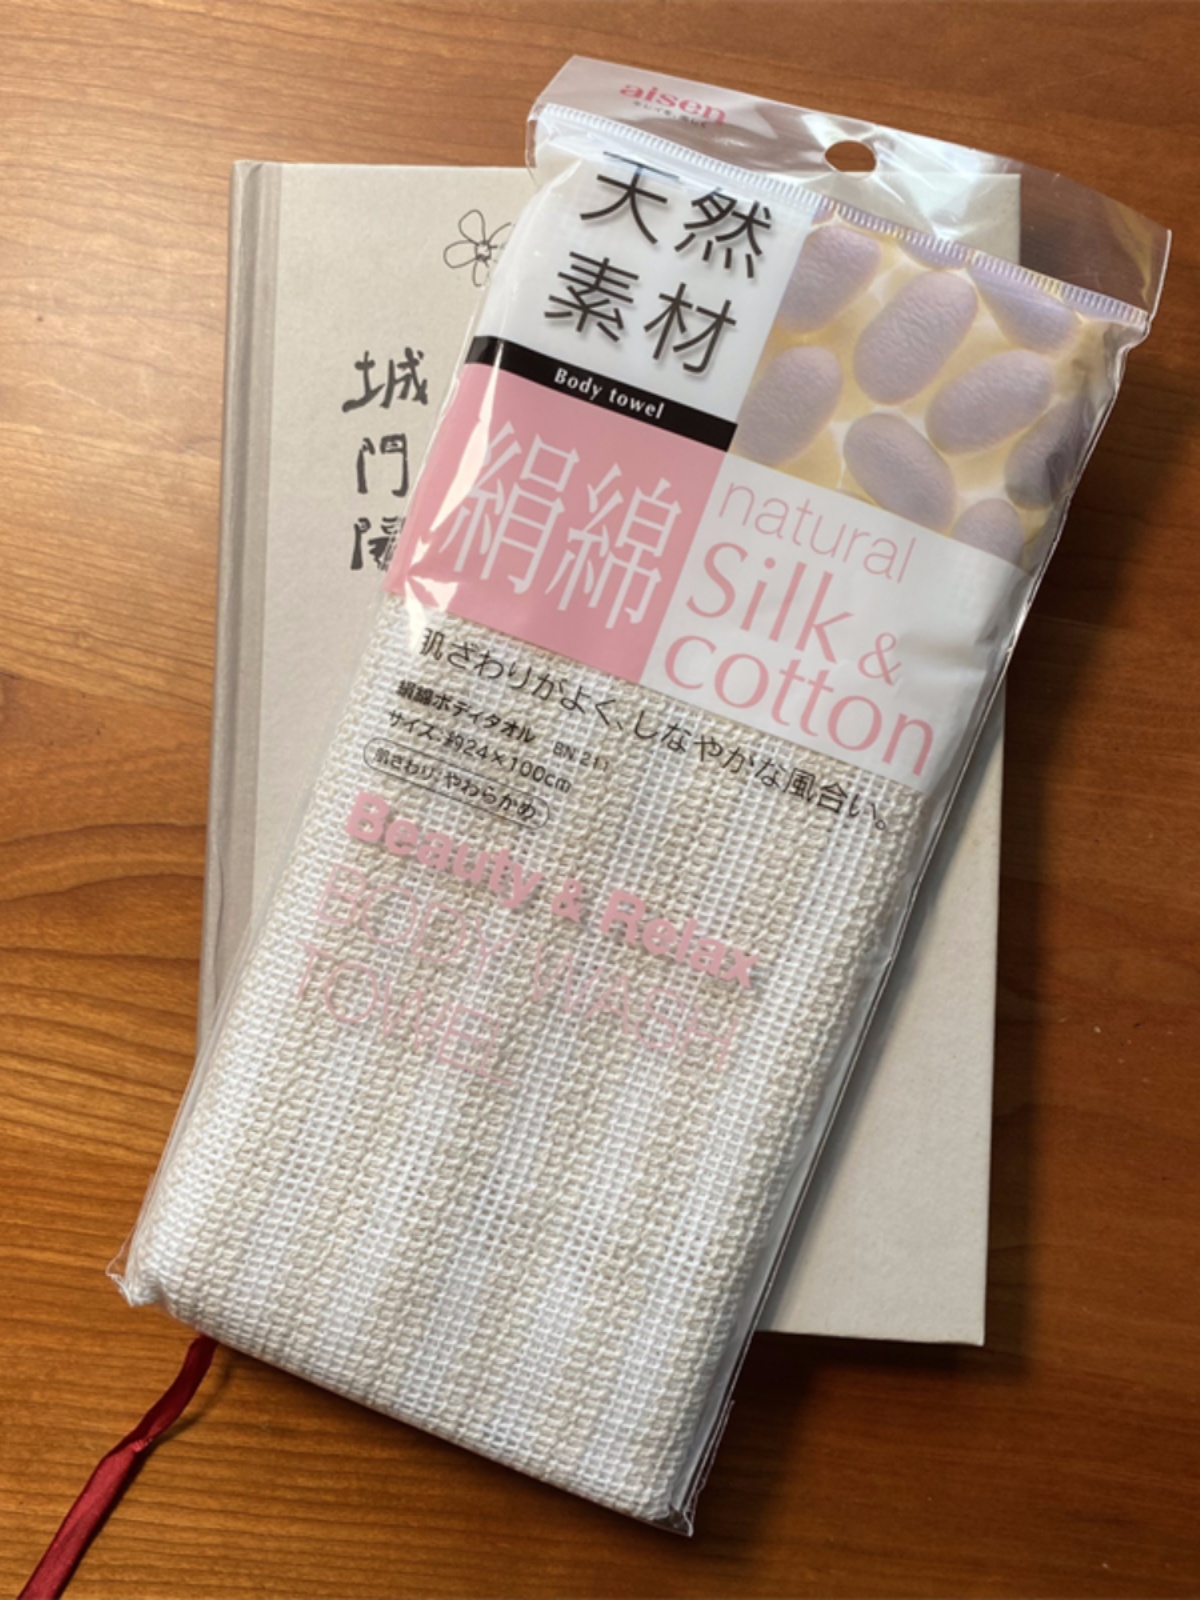 aisen
天然
素材
Body towel
絹綿
natural
Silk &
cotton
肌ざわりがよく、しなやかな風合い。
絹綿ボディタオル BN 211
サイズ:約24×100cm
肌ざわり:やわらかめ
Beauty & Relax
BODY WASH
TOWEL
城
門